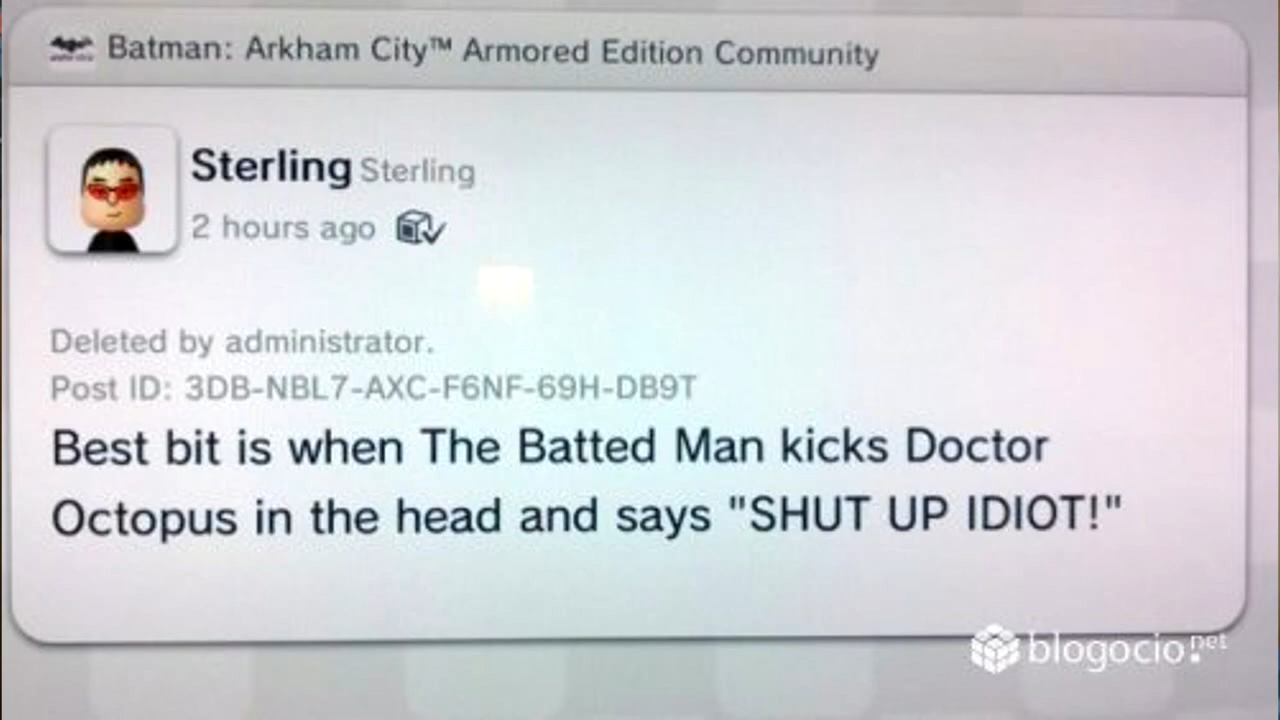 Batman: Arkham City™ Armored Edition Community
Sterling Sterling
2 hours ago
Deleted by administrator.
Post ID: 3DB-NBL7-AXC-F6NF-69H-DB9T
Best bit is when The Batted Man kicks Doctor
Octopus in the head and says "SHUT UP IDIOT!"
blogocio.net